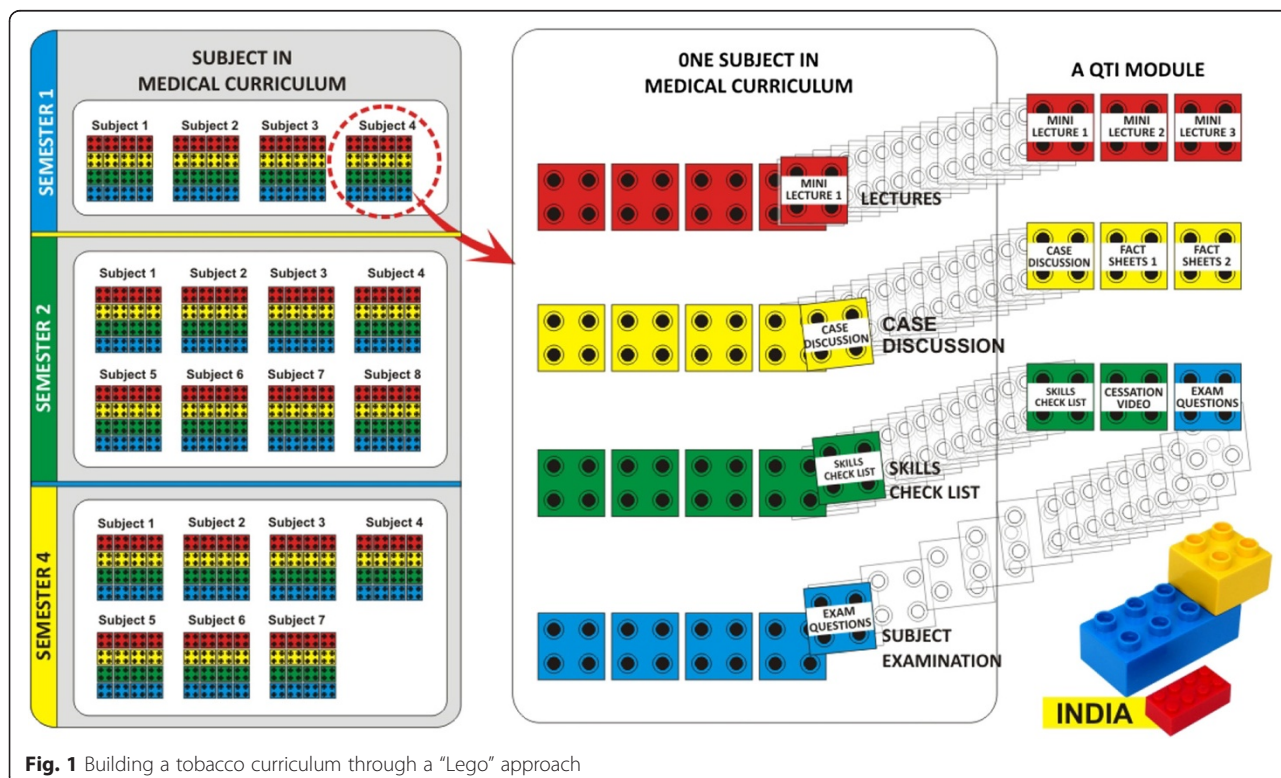 SUBJECT IN
MEDICAL CURRICULUM
SEMESTER 1
Subject 1
Subject 2
Subject 3
Subject 4
SEMESTER 2
Subject 1
Subject 2
Subject 3
Subject 4
Subject 5
Subject 6
Subject 7
Subject 8
SEMESTER 4
Subject 1
Subject 2
Subject 3
Subject 4
Subject 5
Subject 6
Subject 7
0NE SUBJECT IN
MEDICAL CURRICULUM
MINI
LECTURE 1
LECTURES
CASE
DISCUSSION
CASE
DISCUSSION
SKILLS
CHECK LIST
SKILLS
CHECK LIST
EXAM
QUESTIONS
SUBJECT
EXAMINATION
A QTI MODULE
MINI
LECTURE 1
MINI
LECTURE 2
MINI
LECTURE 3
CASE
DISCUSSION
FACT
SHEETS 1
FACT
SHEETS 2
SKILLS
CHECK LIST
CESSATION
VIDEO
EXAM
QUESTIONS
INDIA
Fig. 1 Building a tobacco curriculum through a “Lego” approach